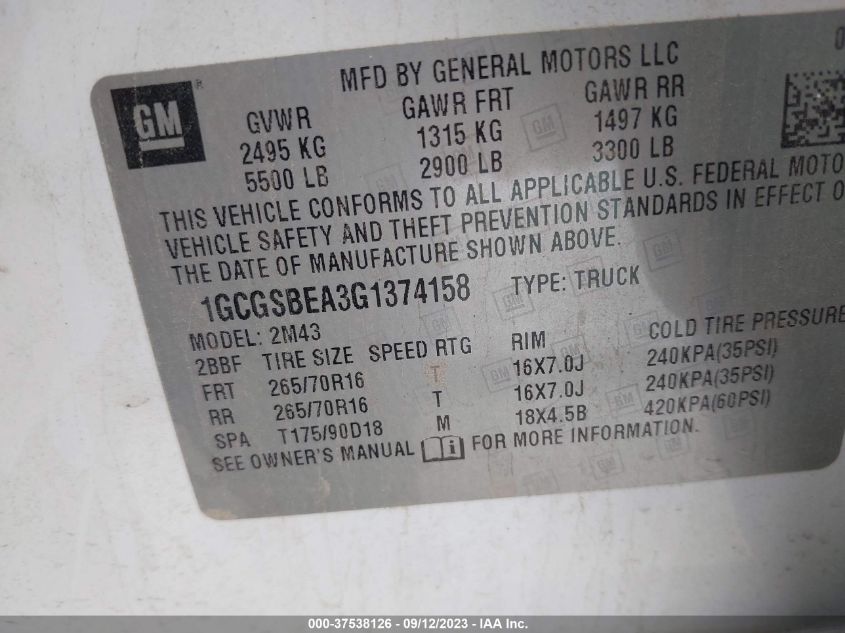 0
MFD BY GENERAL MOTORS LLC
GM
GVWR GAWR FRT GAWR RR
2495 KG 1315 KG 1497 KG
5500 LB 2900 LB 3300 LB
THIS VEHICLE CONFORMS TO ALL APPLICABLE U.S. FEDERAL MOTO
VEHICLE SAFETY AND THEFT PREVENTION STANDARDS IN EFFECT O
THE DATE OF MANUFACTURE SHOWN ABOVE.
1GCGSBEA3G1374158 TYPE: TRUCK
MODEL: 2M43
2BBF TIRE SIZE SPEED RTG RIM COLD TIRE PRESSURE
FRT 265/70R16 T 16X7.0J 240KPA(35PSI)
RR 265/70R16 T 16X7.0J 240KPA(35PSI)
SPA T175/90D18 M 18X4.5B 420KPA(60PSI)
SEE OWNER'S MANUAL i FOR MORE INFORMATION.
000-37538126 - 09/12/2023 - IAA Inc.